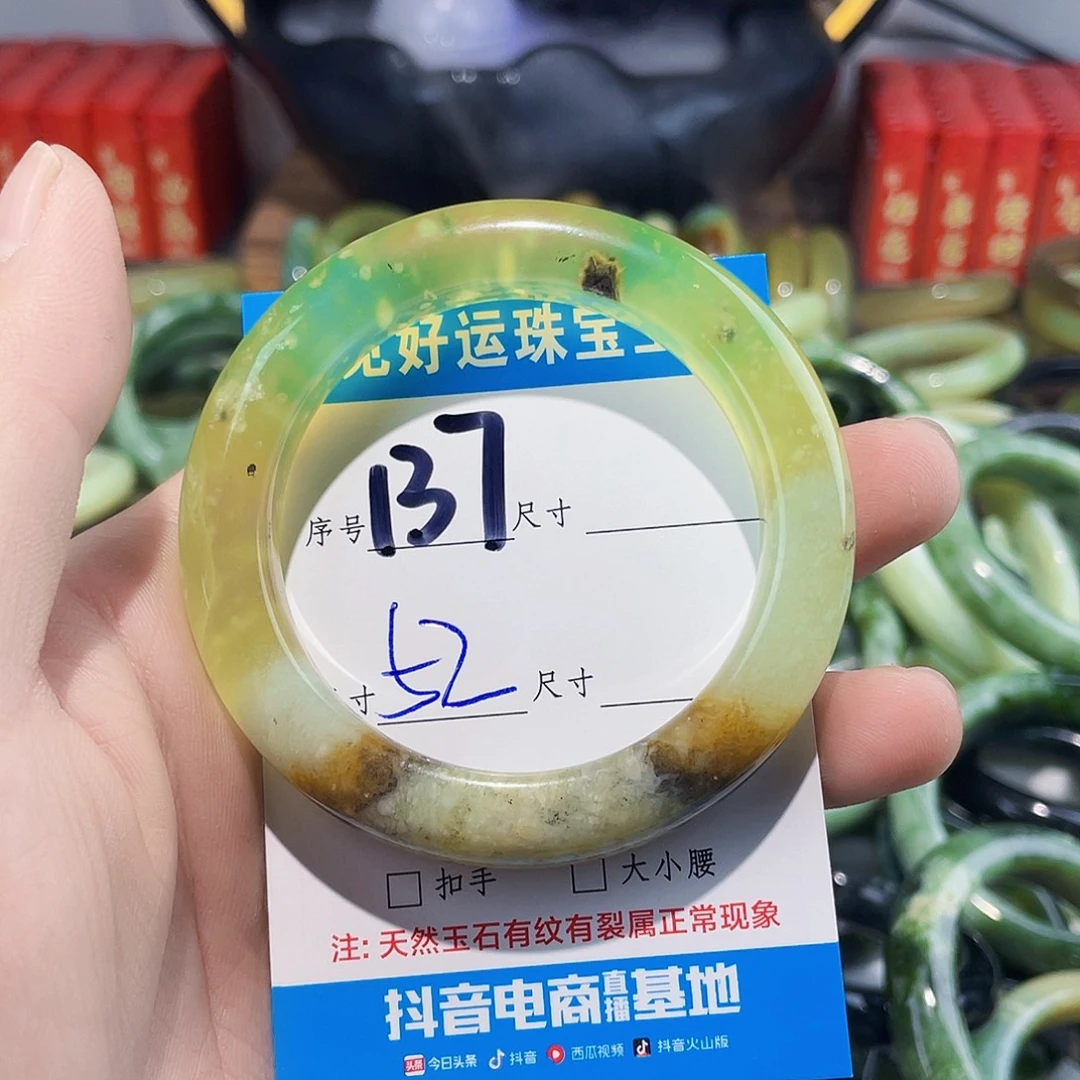 好运珠宝
序号 137 尺寸
寸 52 尺寸
扣手 大小腰
注: 天然玉石有纹有裂属正常现象
抖音电商直播基地
头条 今日头条 抖音 西瓜视频 抖音火山版